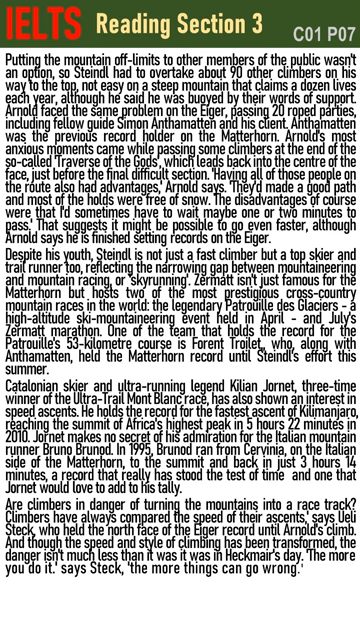 IELTS Reading Section 3 C01 P07
Putting the mountain off-limits to other members of the public wasn't
an option, so Steindl had to overtake about 90 other climbers on his
way to the top, not easy on a steep mountain that claims a dozen lives
each year, although he said he was buoyed by their words of support.
Arnold faced the same problem on the Eiger, passing 20 roped parties,
including fellow guide Simon Anthamatten and his client. Anthamatten
was the previous record holder on the Matterhorn. Arnold's most
anxious moments came while passing some climbers at the end of the
so-called 'Traverse of the Gods', which leads back into the centre of the
face, just before the final difficult section. 'Having all of those people on
the route also had advantages,' Arnold says. 'They'd made a good path
and most of the holds were free of snow. The disadvantages of course
were that I'd sometimes have to wait maybe one or two minutes to
pass.' That suggests it might be possible to go even faster, although
Arnold says he is finished setting records on the Eiger.
Despite his youth, Steindl is not just a fast climber but a top skier and
trail runner too, reflecting the narrowing gap between mountaineering
and mountain racing, or 'skyrunning'. Zermatt isn't just famous for the
Matterhorn but hosts two of the most prestigious cross-country
mountain races in the world: the legendary Patrouille des Glaciers - a
high-altitude ski-mountaineering event held in April - and July's
Zermatt marathon. One of the team that holds the record for the
Patrouille's 53-kilometre course is Forent Troilet, who, along with
Anthamatten, held the Matterhorn record until Steindl's effort this
summer.
Catalonian skier and ultra-running legend Kilian Jornet, three-time
winner of the Ultra-Trail Mont Blanc race, has also shown an interest in
speed ascents. He holds the record for the fastest ascent of Kilimanjaro,
reaching the summit of Africa's highest peak in 5 hours 22 minutes in
2010. Jornet makes no secret of his admiration for the Italian mountain
runner Bruno Brunod. In 1995, Brunod ran from Cervinia, on the Italian
side of the Matterhorn, to the summit and back in just 3 hours 14
minutes, a record that really has stood the test of time and one that
Jornet would love to add to his tally.
Are climbers in danger of turning the mountains into a race track?
'Climbers have always compared the speed of their ascents,' says Ueli
Steck, who held the north face of the Eiger record until Arnold's climb.
And though the speed and style of climbing has been transformed, the
danger isn't much less than it was it was in Heckmair's day. 'The more
you do it.' says Steck, 'the more things can go wrong.'